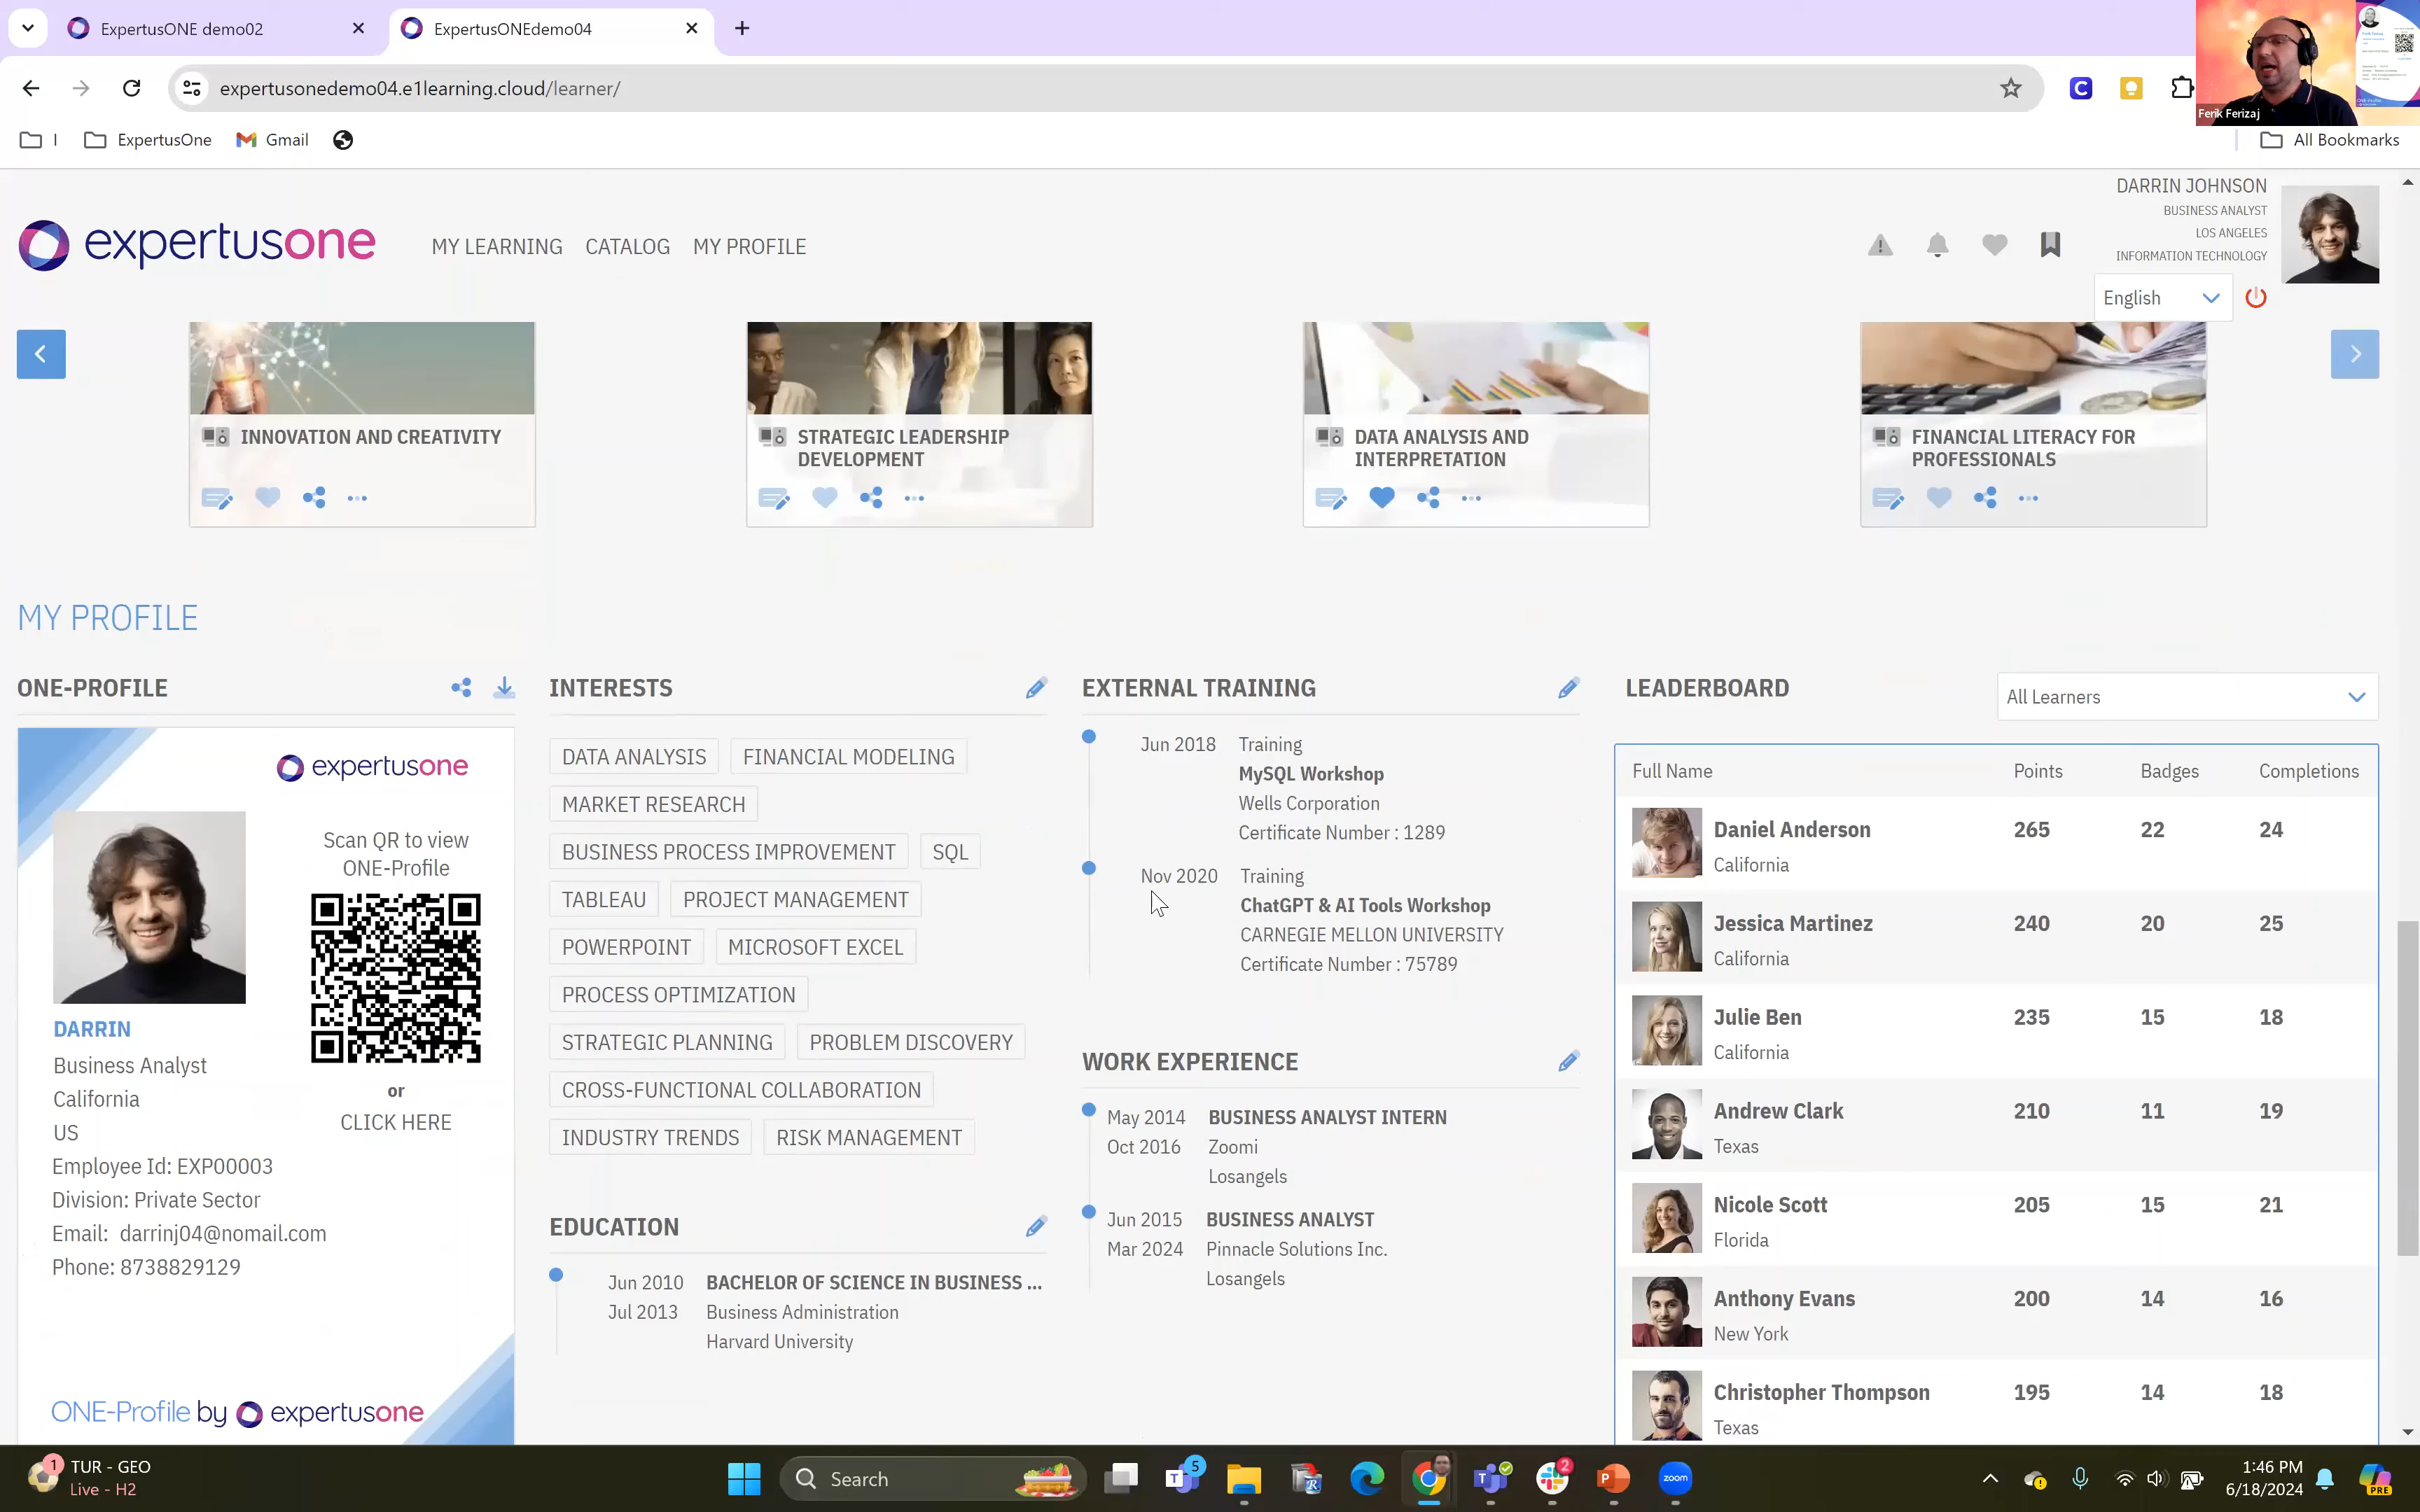 ExpertusONE demo02
ExpertusONEdemo04
expertusonedemo04.e1learning.cloud/learner/
I
ExpertusOne
Gmail
All Bookmarks
Ferik Ferizaj
expertusone
MY LEARNING
CATALOG
MY PROFILE
DARRIN JOHNSON
BUSINESS ANALYST
LOS ANGELES
INFORMATION TECHNOLOGY
English
INNOVATION AND CREATIVITY
STRATEGIC LEADERSHIP
DEVELOPMENT
DATA ANALYSIS AND
INTERPRETATION
FINANCIAL LITERACY FOR
PROFESSIONALS
MY PROFILE
ONE-PROFILE
expertusone
Scan QR to view
ONE-Profile
or
CLICK HERE
DARRIN
Business Analyst
California
US
Employee Id: EXP00003
Division: Private Sector
Email: darrinj04@nomail.com
Phone: 8738829129
ONE-Profile by expertusone
INTERESTS
DATA ANALYSIS
FINANCIAL MODELING
MARKET RESEARCH
BUSINESS PROCESS IMPROVEMENT
SQL
TABLEAU
PROJECT MANAGEMENT
POWERPOINT
MICROSOFT EXCEL
PROCESS OPTIMIZATION
STRATEGIC PLANNING
PROBLEM DISCOVERY
CROSS-FUNCTIONAL COLLABORATION
INDUSTRY TRENDS
RISK MANAGEMENT
EDUCATION
Jun 2010 BACHELOR OF SCIENCE IN BUSINESS ...
Jul 2013 Business Administration
Harvard University
EXTERNAL TRAINING
Jun 2018 Training
MySQL Workshop
Wells Corporation
Certificate Number : 1289
Nov 2020 Training
ChatGPT & AI Tools Workshop
CARNEGIE MELLON UNIVERSITY
Certificate Number : 75789
WORK EXPERIENCE
May 2014 BUSINESS ANALYST INTERN
Oct 2016 Zoomi
Losangels
Jun 2015 BUSINESS ANALYST
Mar 2024 Pinnacle Solutions Inc.
Losangels
LEADERBOARD
All Learners
Full Name Points Badges Completions
Daniel Anderson 265 22 24
California
Jessica Martinez 240 20 25
California
Julie Ben 235 15 18
California
Andrew Clark 210 11 19
Texas
Nicole Scott 205 15 21
Florida
Anthony Evans 200 14 16
New York
Christopher Thompson 195 14 18
Texas
1
TUR - GEO
Live - H2
Search
5
2
zoom
PRE
1:46 PM
6/18/2024